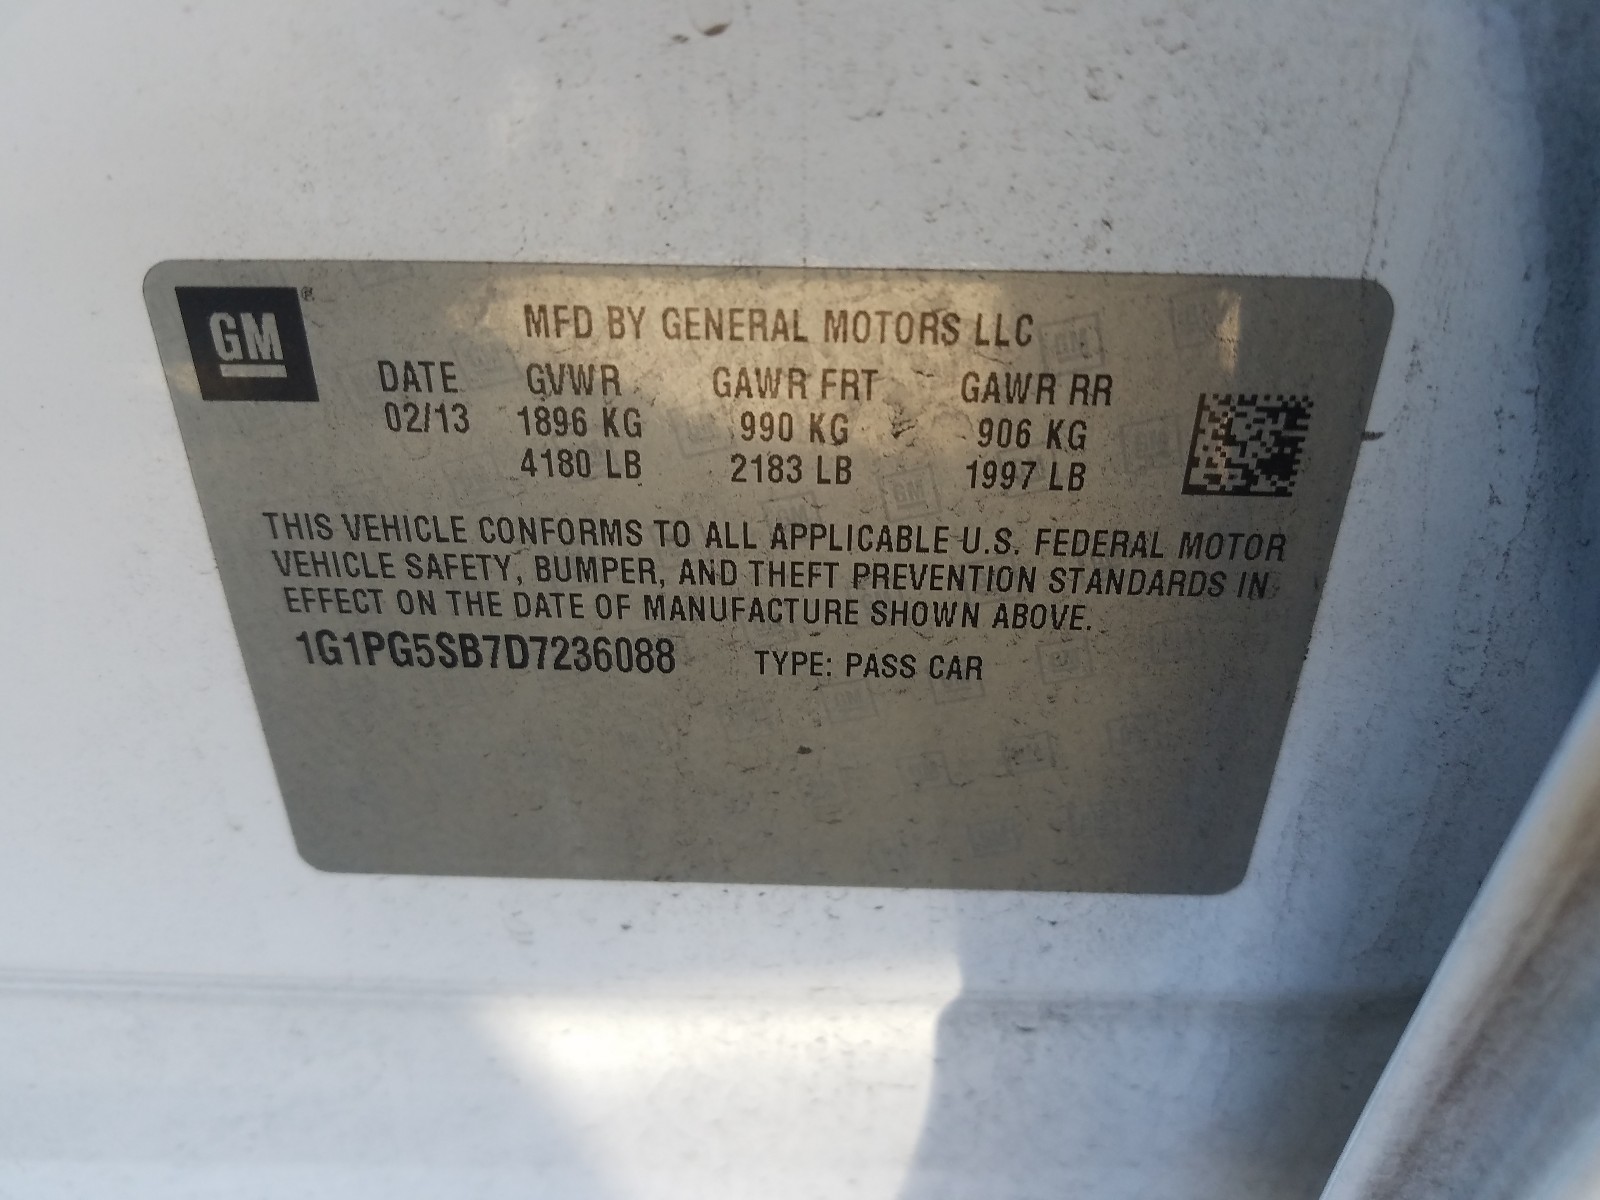 GM®
MFD BY GENERAL MOTORS LLC
DATE GVWR GAWR FRT GAWR RR
02/13 1896 KG 990 KG 906 KG
4180 LB 2183 LB 1997 LB
THIS VEHICLE CONFORMS TO ALL APPLICABLE U.S. FEDERAL MOTOR
VEHICLE SAFETY, BUMPER, AND THEFT PREVENTION STANDARDS IN
EFFECT ON THE DATE OF MANUFACTURE SHOWN ABOVE.
1G1PG5SB7D7236088 TYPE: PASS CAR